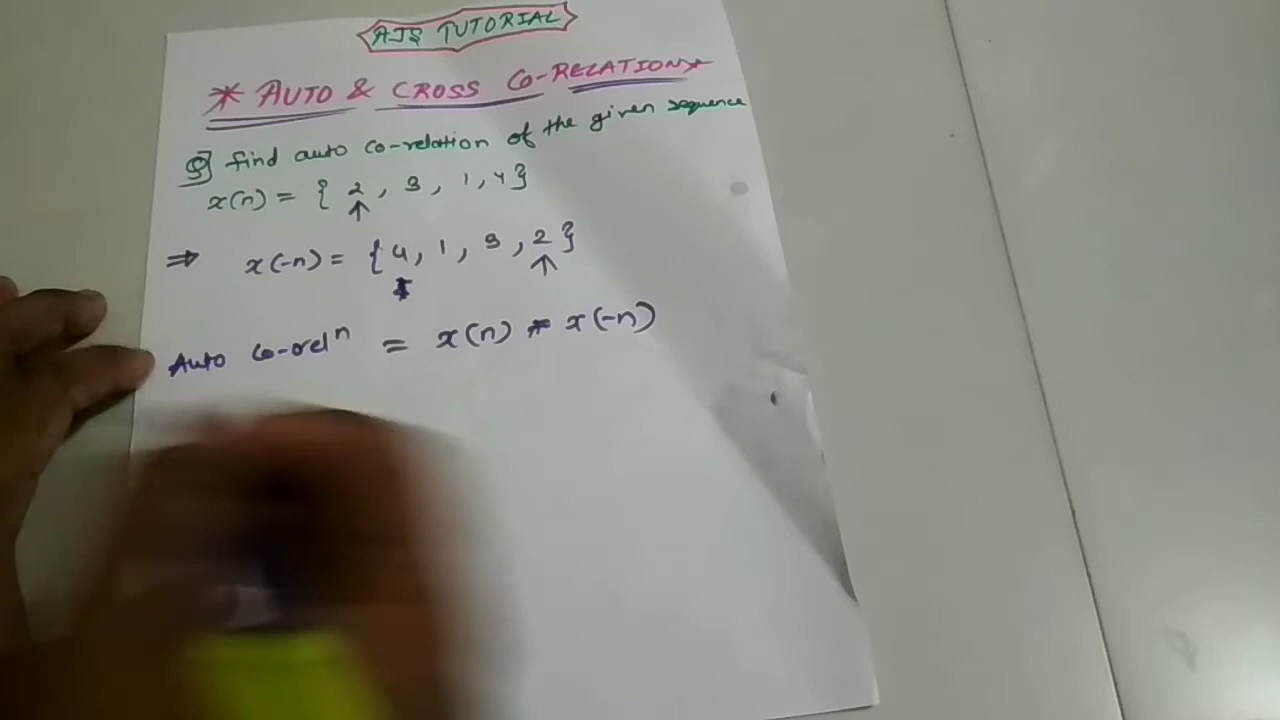 AJS TUTORIAL
* AUTO & CROSS CO-RELATION *
Q] find auto co-relation of the given sequence
x(n) = { 2, 3, 1, 4 }
↑
⇒ x(-n) = { 4, 1, 3, 2 }
↑
Auto co-relⁿ = x(n) * x(-n)